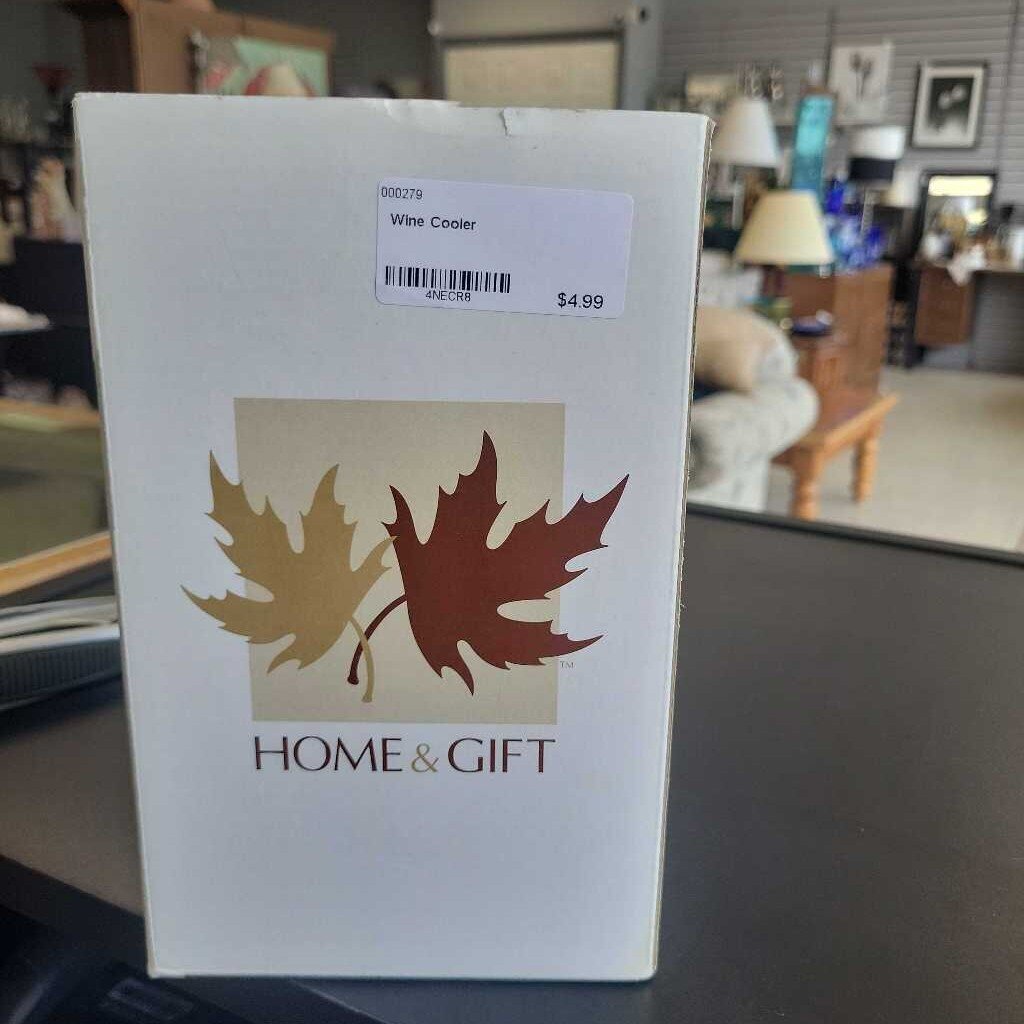 000279
Wine Cooler
4NECR8
$4.99
TM
HOME & GIFT